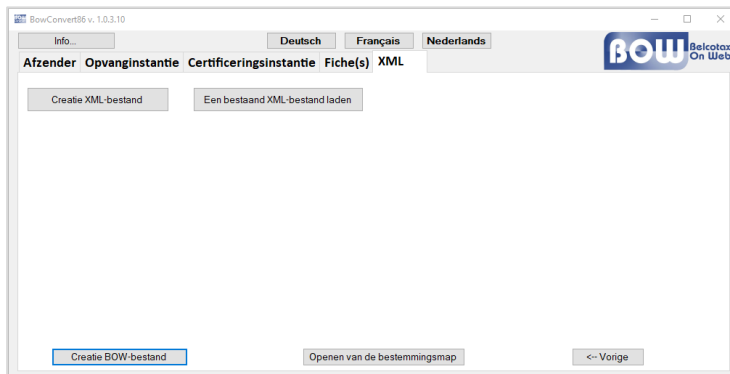 BowConvert86 v. 1.0.3.10
Info...
Deutsch
Français
Nederlands
BOW Belcotax
On Web
Afzender Opvanginstantie Certificeringsinstantie Fiche(s) XML
Creatie XML-bestand
Een bestaand XML-bestand laden
Creatie BOW-bestand
Openen van de bestemmingsmap
<-- Vorige